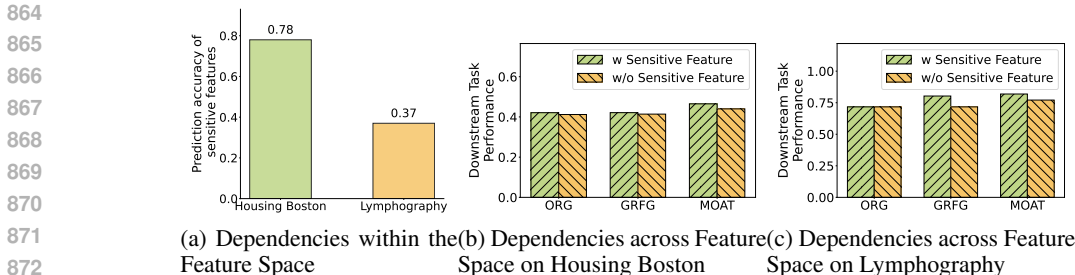 864
865
866
867
868
869
870
871
872
Prediction accuracy of
sensitive features
0.8
0.6
0.4
0.2
0.0
0.78
0.37
Housing Boston
Lymphography
Downstream Task
Performance
0.6
0.4
0.2
0.0
w Sensitive Feature
w/o Sensitive Feature
ORG
GRFG
MOAT
Downstream Task
Performance
1.00
0.75
0.50
0.25
0.00
w Sensitive Feature
w/o Sensitive Feature
ORG
GRFG
MOAT
(a) Dependencies within the
Feature Space
(b) Dependencies across Feature
Space on Housing Boston
(c) Dependencies across Feature
Space on Lymphography